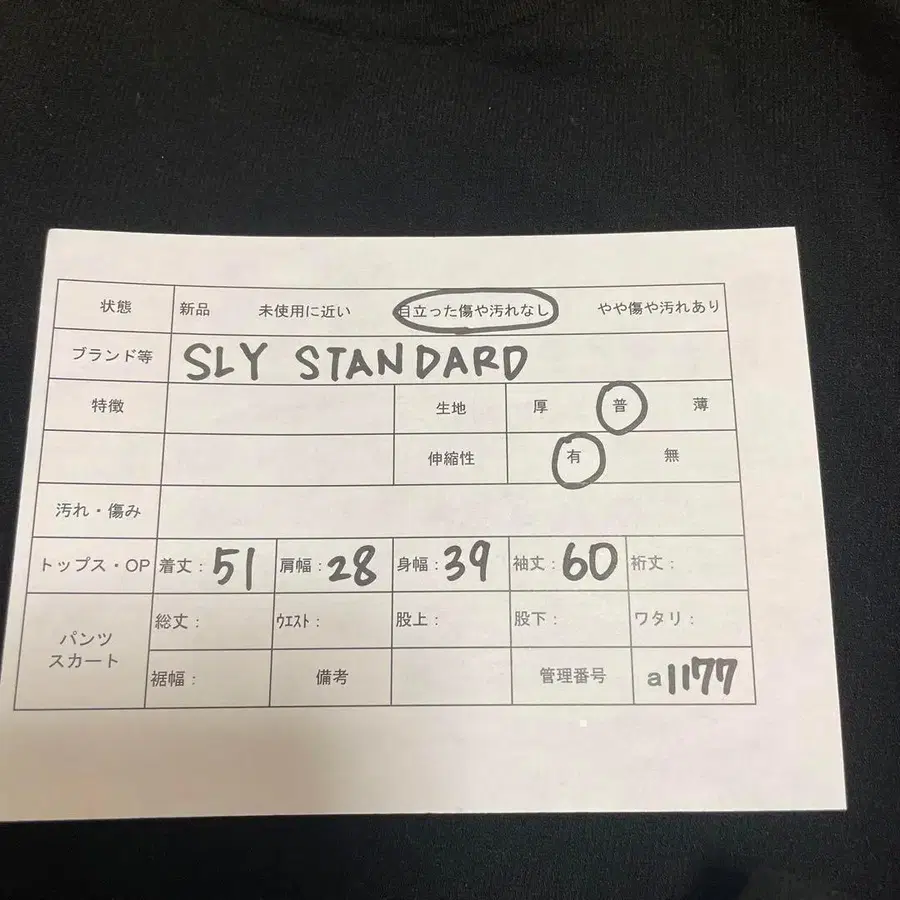 状態 新品 未使用に近い 目立った傷や汚れなし やや傷や汚れあり
ブランド等 SLY STANDARD
特徴 生地 厚 普 薄
伸縮性 有 無
汚れ・傷み
トップス・OP 着丈: 51 肩幅: 28 身幅: 39 袖丈: 60 裄丈:
パンツ
スカート
総丈: ウエスト: 股上: 股下: ワタリ:
裾幅: 備考 管理番号 a1177